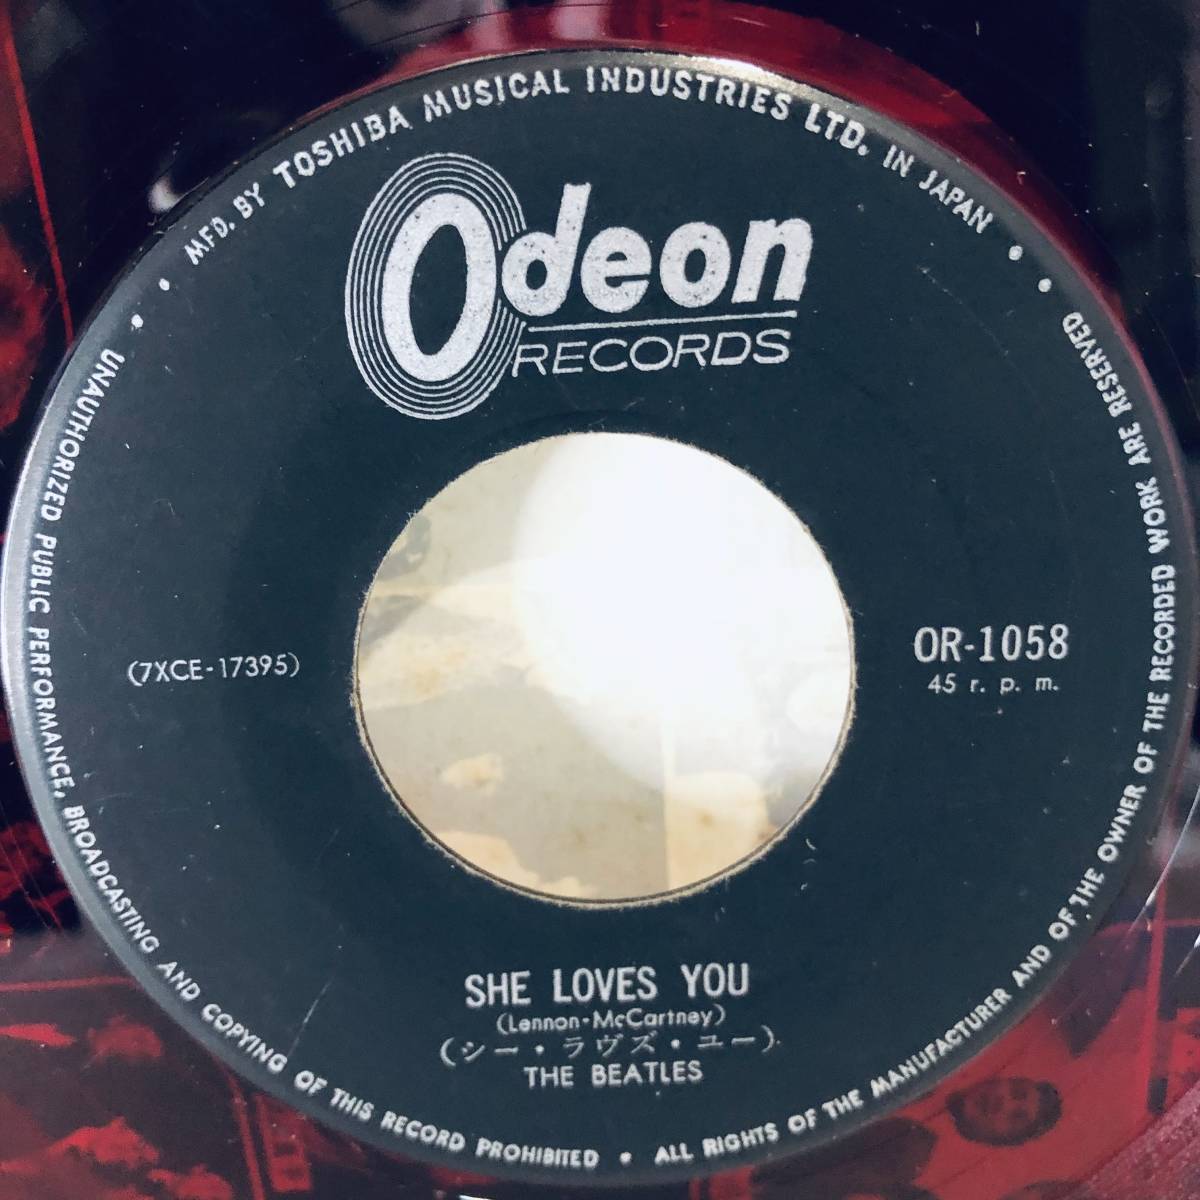 MFD. BY TOSHIBA MUSICAL INDUSTRIES LTD. IN JAPAN
Odeon
RECORDS
(7XCE-17395)
OR-1058
45 r. p. m.
SHE LOVES YOU
(Lennon-McCartney)
(シー・ラヴズ・ユー)
THE BEATLES
UNAUTHORIZED PUBLIC PERFORMANCE, BROADCASTING AND COPYING OF THIS RECORD PROHIBITED • ALL RIGHTS OF THE MANUFACTURER AND OF THE OWNER OF THE RECORDED WORK ARE RESERVED